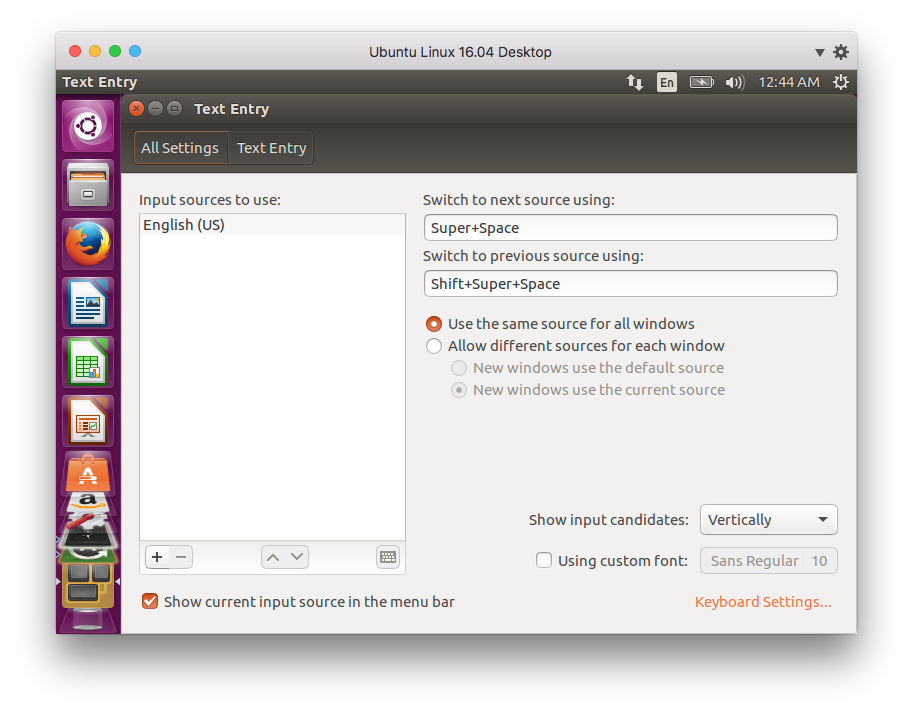 Ubuntu Linux 16.04 Desktop
Text Entry
En
12:44 AM
Text Entry
All Settings
Text Entry
Input sources to use:
English (US)
Switch to next source using:
Super+Space
Switch to previous source using:
Shift+Super+Space
Use the same source for all windows
Allow different sources for each window
New windows use the default source
New windows use the current source
Show input candidates:
Vertically
Using custom font:
Sans Regular
10
Show current input source in the menu bar
Keyboard Settings...